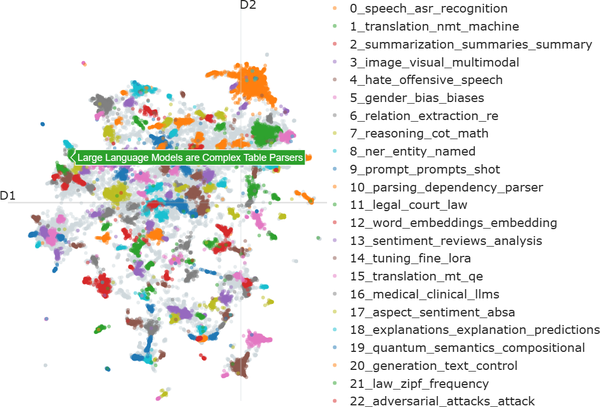 D2
D1
Large Language Models are Complex Table Parsers
0_speech_asr_recognition
1_translation_nmt_machine
2_summarization_summaries_summary
3_image_visual_multimodal
4_hate_offensive_speech
5_gender_bias_biases
6_relation_extraction_re
7_reasoning_cot_math
8_ner_entity_named
9_prompt_prompts_shot
10_parsing_dependency_parser
11_legal_court_law
12_word_embeddings_embedding
13_sentiment_reviews_analysis
14_tuning_fine_lora
15_translation_mt_qe
16_medical_clinical_llms
17_aspect_sentiment_absa
18_explanations_explanation_predictions
19_quantum_semantics_compositional
20_generation_text_control
21_law_zipf_frequency
22_adversarial_attacks_attack